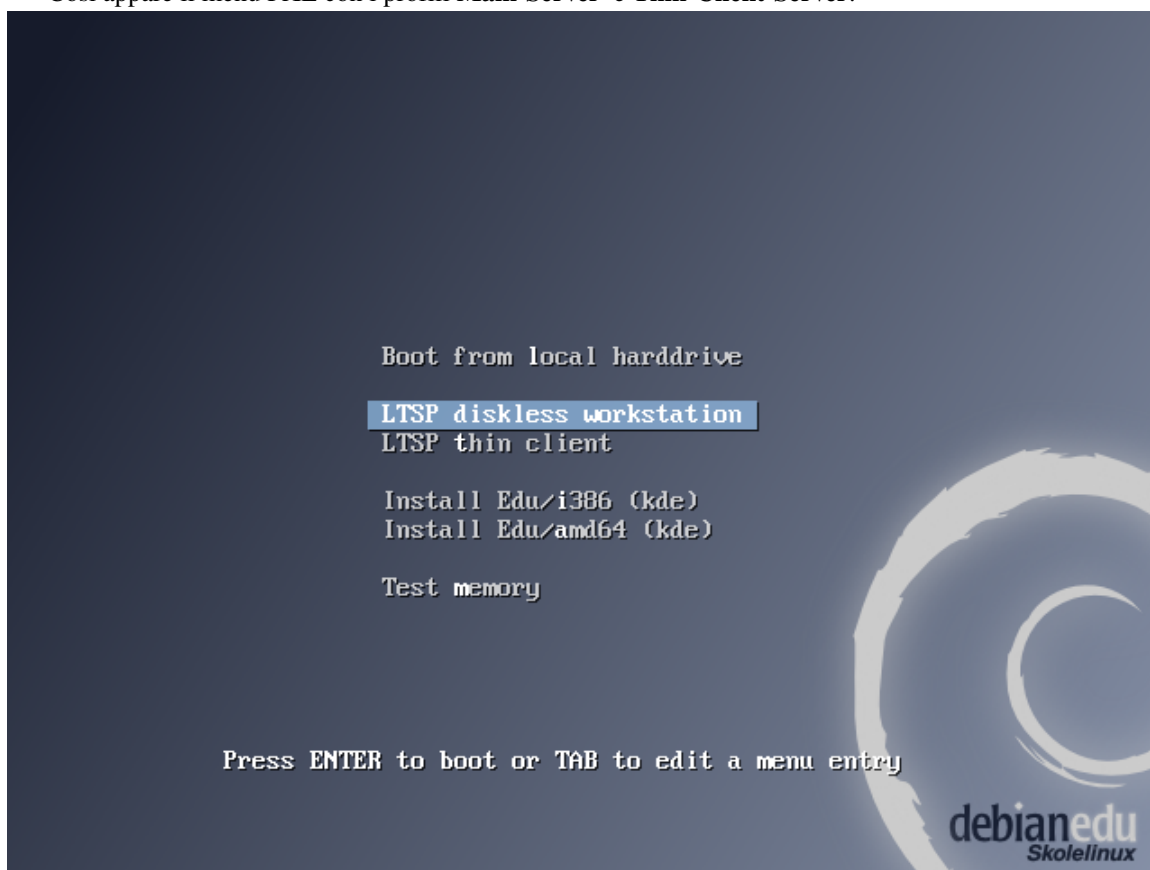 Boot from local harddrive
LTSP diskless workstation
LTSP thin client
Install Edu/i386 (kde)
Install Edu/amd64 (kde)
Test memory
Press ENTER to boot or TAB to edit a menu entry
debianedu
Skolelinux